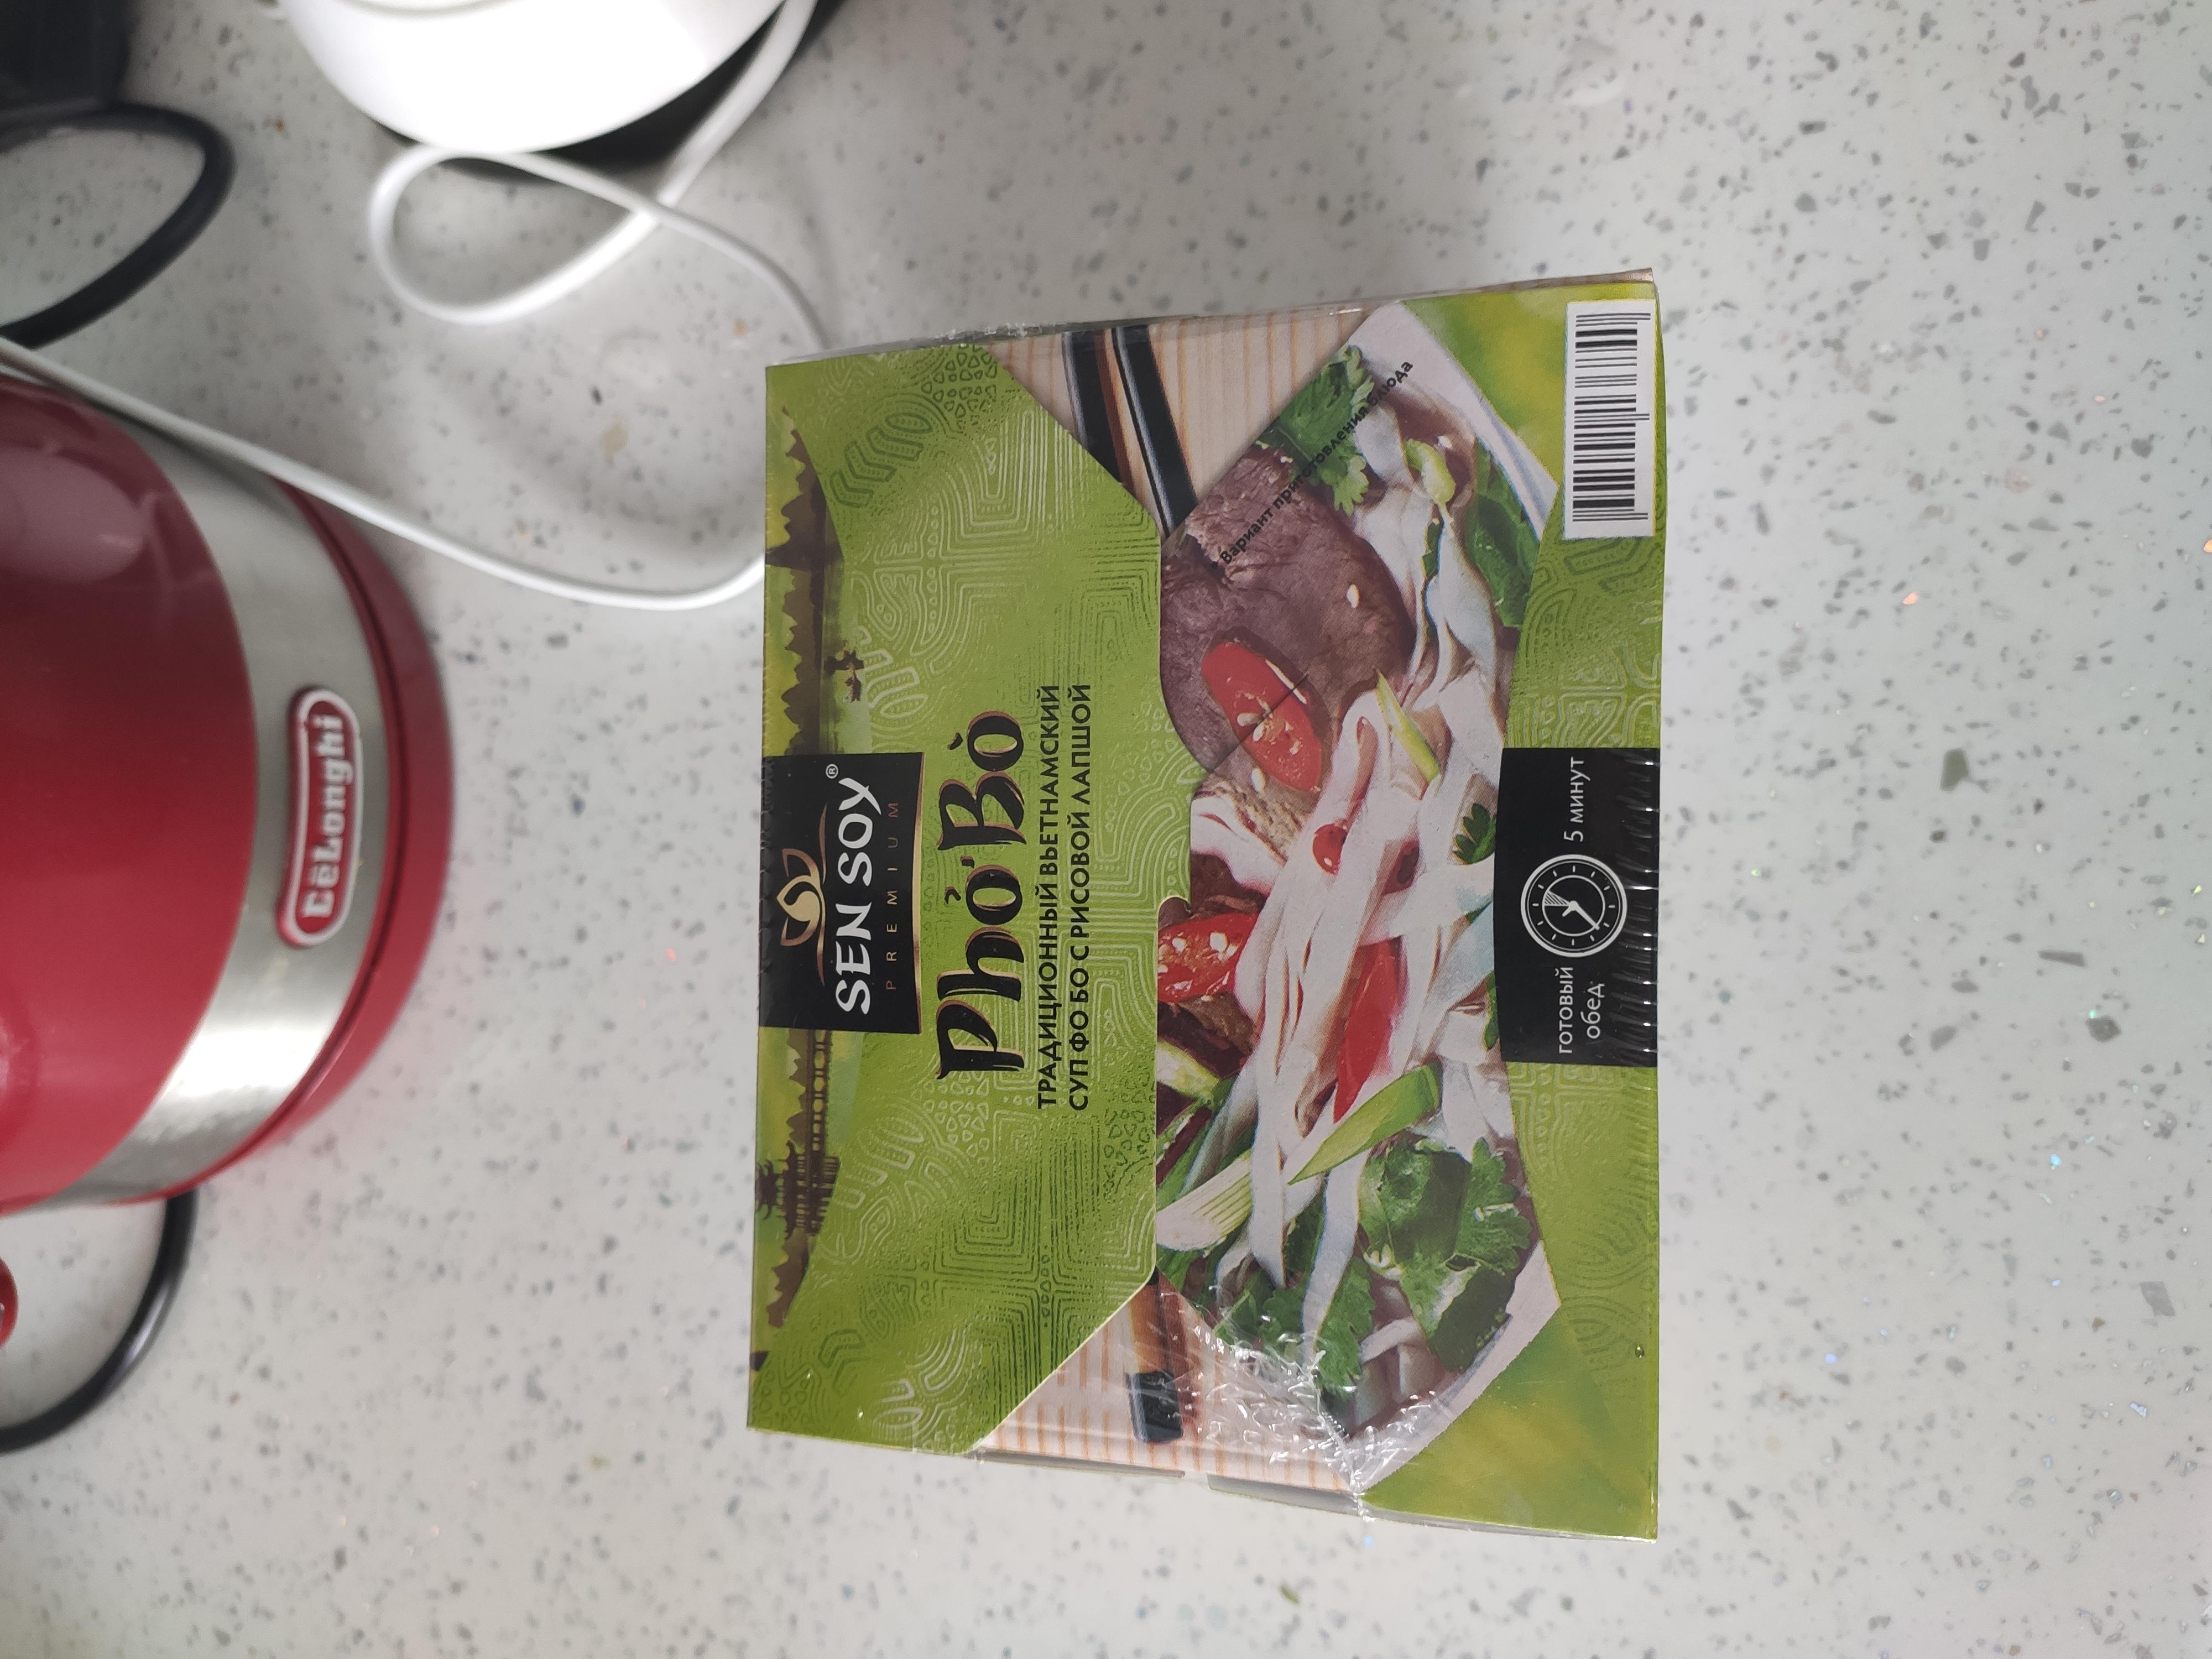 DeLonghi
SEN SOY®
PREMIUM
Phở Bò
ТРАДИЦИОННЫЙ ВЬЕТНАМСКИЙ
СУП ФО БО С РИСОВОЙ ЛАПШОЙ
Вариант приготовления блюда
ГОТОВЫЙ
обед:
5 минут